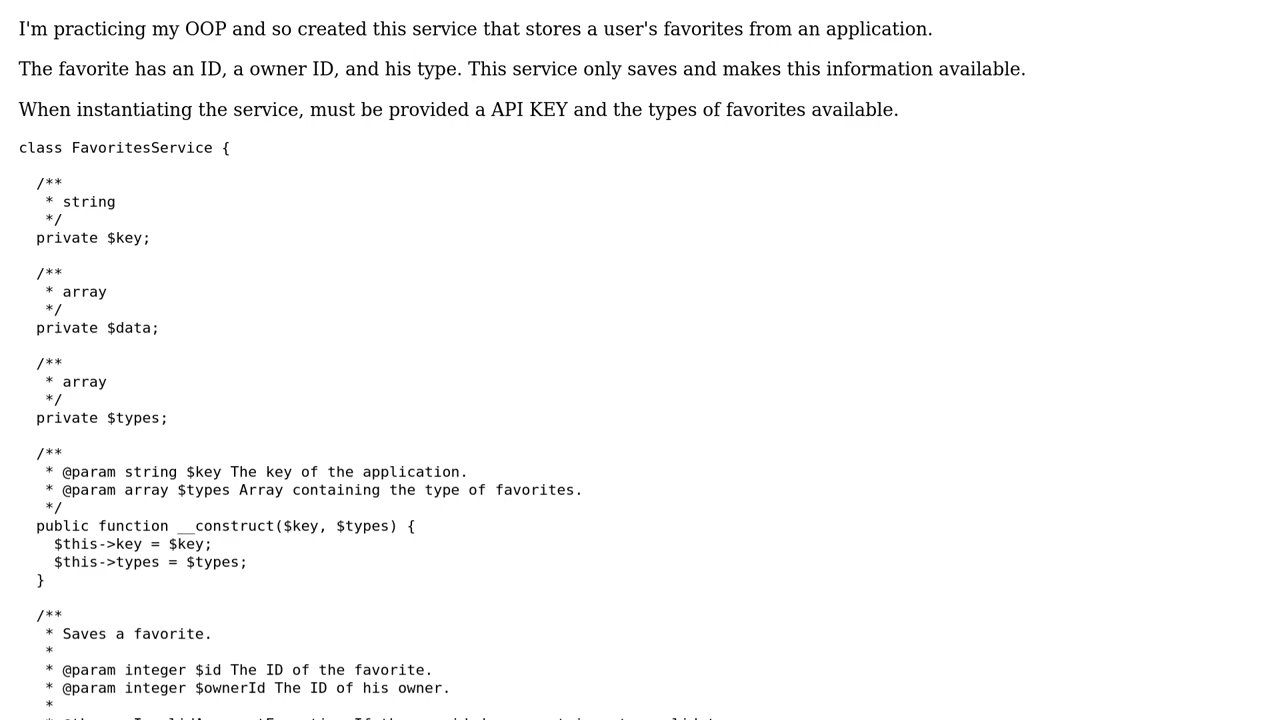 I'm practicing my OOP and so created this service that stores a user's favorites from an application.
The favorite has an ID, a owner ID, and his type. This service only saves and makes this information available.
When instantiating the service, must be provided a API KEY and the types of favorites available.
class FavoritesService {
/**
* string
*/
private $key;
/**
* array
*/
private $data;
/**
* array
*/
private $types;
/**
* @param string $key The key of the application.
* @param array $types Array containing the type of favorites.
*/
public function __construct($key, $types) {
$this->key = $key;
$this->types = $types;
}
/**
* Saves a favorite.
*
* @param integer $id The ID of the favorite.
* @param integer $ownerId The ID of his owner.
*